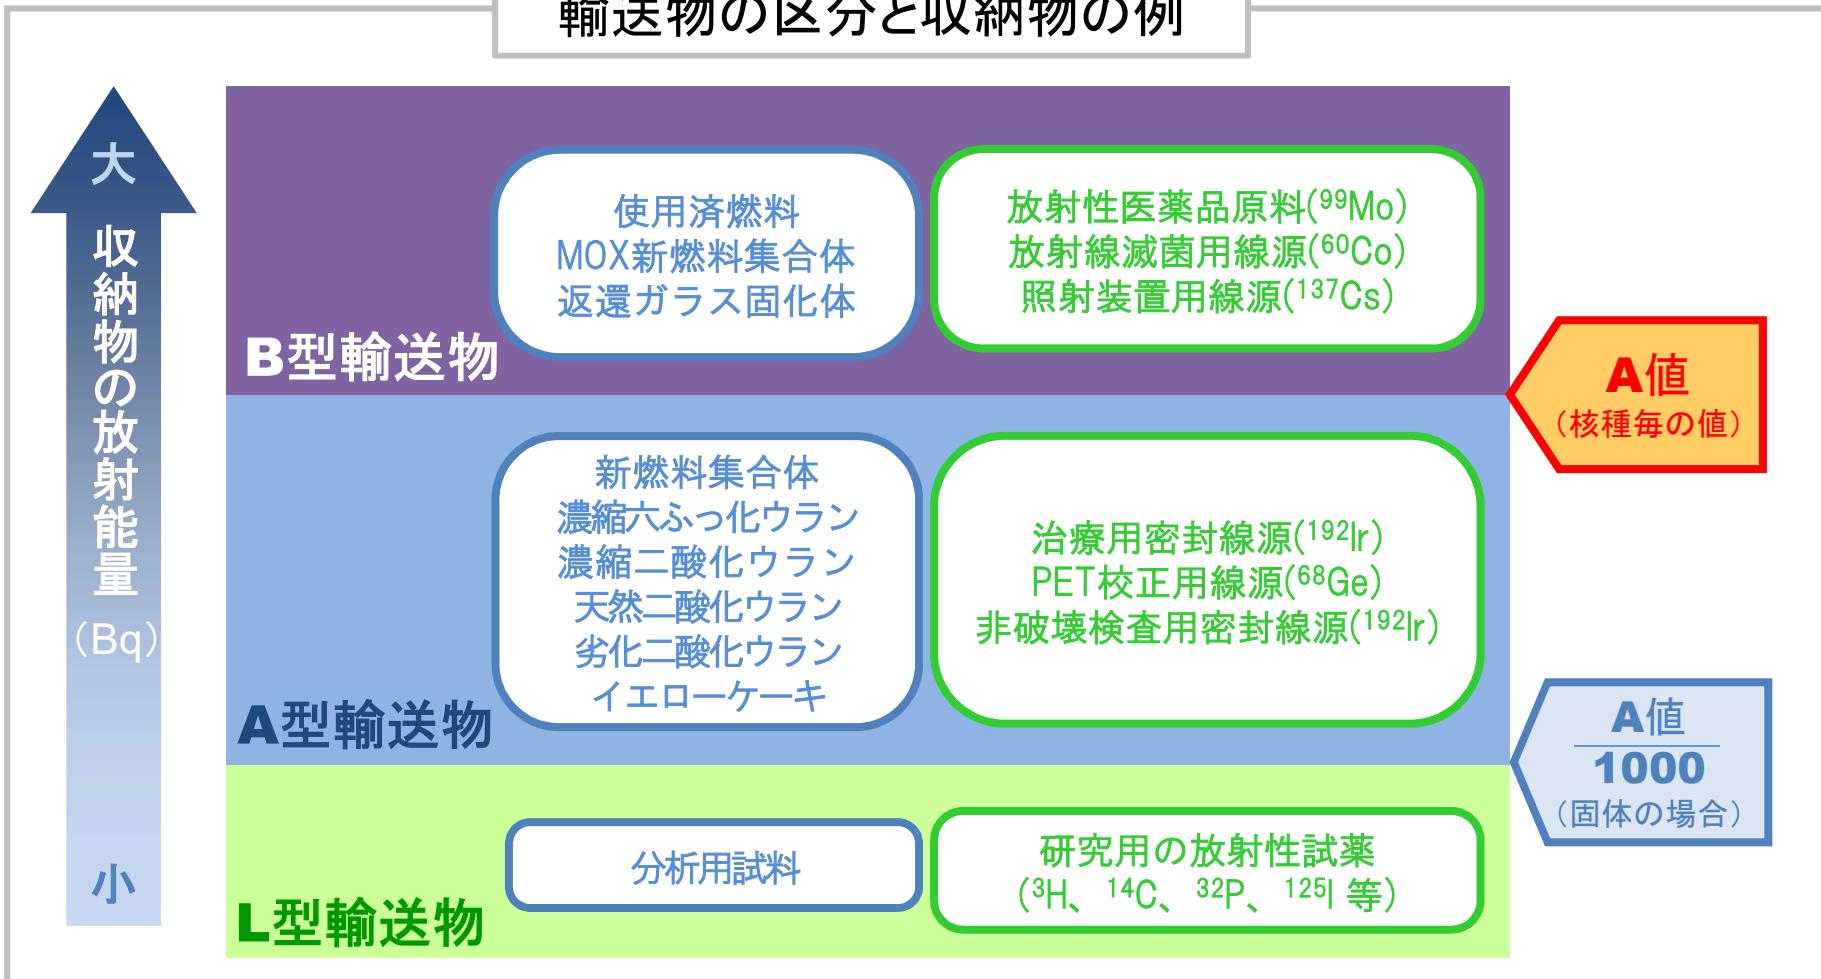 輸送物の区分と収納物の例
大
収納物の放射能量
（Bq）
小
使用済燃料
MOX新燃料集合体
返還ガラス固化体
放射性医薬品原料(⁹⁹Mo)
放射線滅菌用線源(⁶⁰Co)
照射装置用線源(¹³⁷Cs)
B型輸送物
A値
（核種毎の値）
新燃料集合体
濃縮六ふっ化ウラン
濃縮二酸化ウラン
天然二酸化ウラン
劣化二酸化ウラン
イエローケーキ
治療用密封線源(¹⁹²Ir)
PET校正用線源(⁶⁸Ge)
非破壊検査用密封線源(¹⁹²Ir)
A型輸送物
A値
1000
（固体の場合）
分析用試料
研究用の放射性試薬
(³H、¹⁴C、³²P、¹²⁵I 等)
L型輸送物